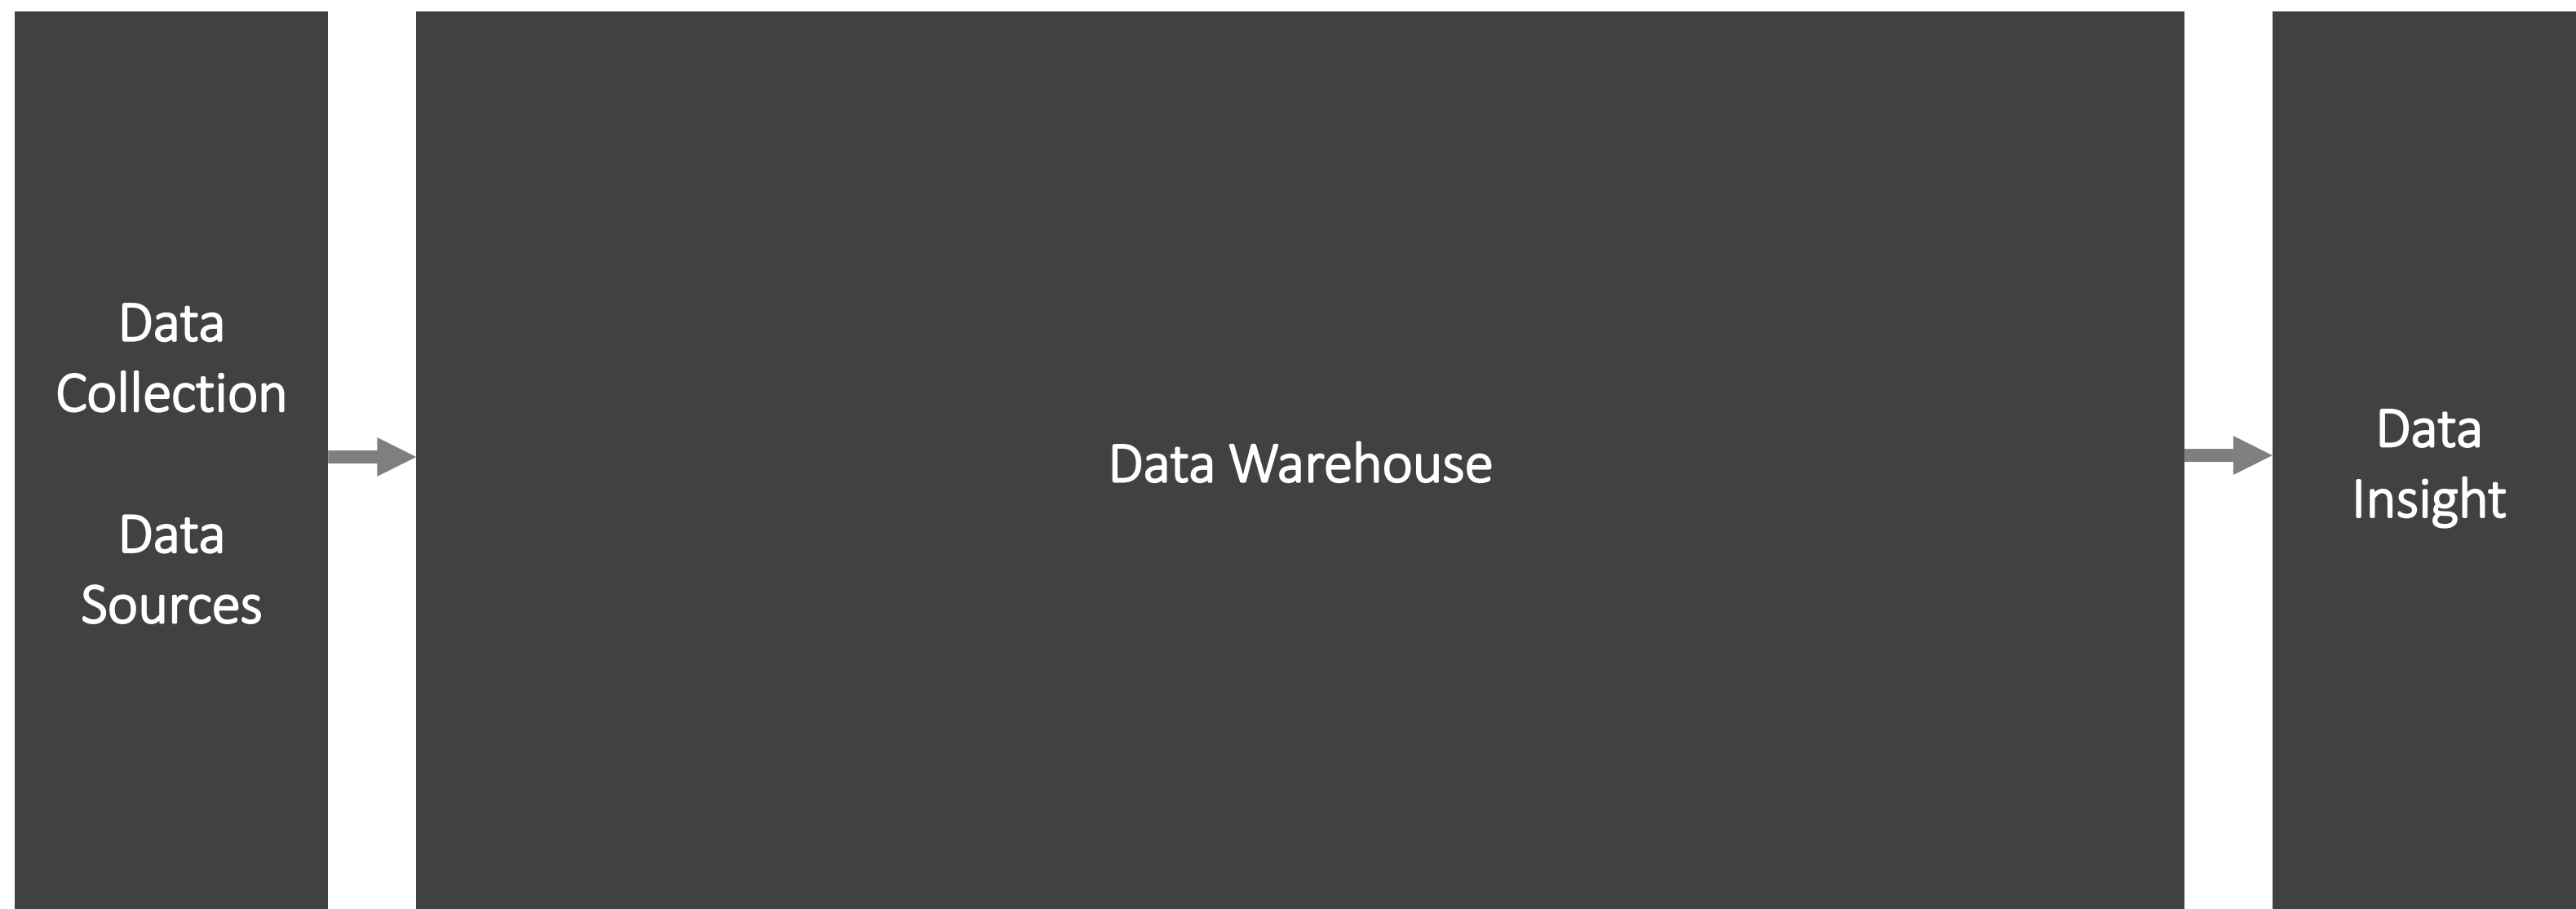 Data
Collection
Data
Sources
Data Warehouse
Data
Insight